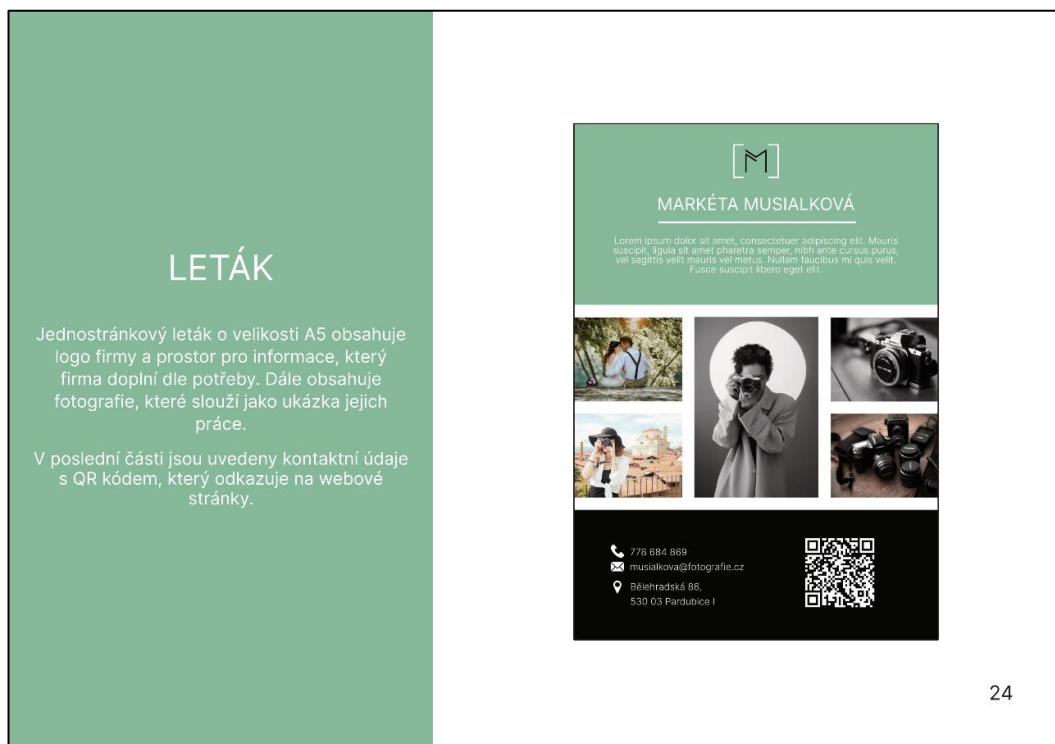 LETÁK
Jednostránkový leták o velikosti A5 obsahuje
logo firmy a prostor pro informace, který
firma doplní dle potřeby. Dále obsahuje
fotografie, které slouží jako ukázka jejich
práce.
V poslední části jsou uvedeny kontaktní údaje
s QR kódem, který odkazuje na webové
stránky.
[M]
MARKÉTA MUSIALKOVÁ
Lorem ipsum dolor sit amet, consectetuer adipiscing elit. Mauris
suscipit, ligula sit amet pharetra semper, nibh ante cursus purus,
vel sagittis velit mauris vel metus. Nullam faucibus mi quis velit.
Fusce suscipit libero eget elit.
778 684 869
musialkova@fotografie.cz
Bělehradská 86,
530 03 Pardubice I
24